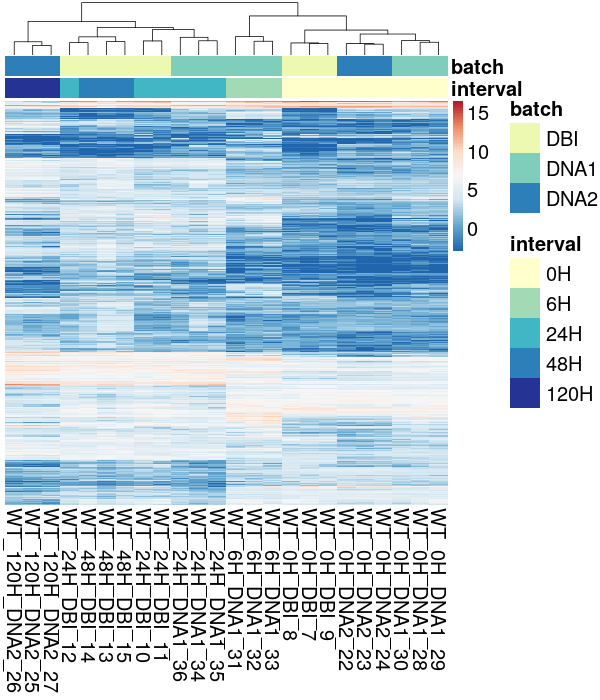 batch
interval
15
10
5
0
batch
DBI
DNA1
DNA2
interval
0H
6H
24H
48H
120H
WT_120H_DNA2_26
WT_120H_DNA2_25
WT_120H_DNA2_27
WT_24H_DBI_12
WT_48H_DBI_14
WT_48H_DBI_13
WT_48H_DBI_15
WT_24H_DBI_10
WT_24H_DBI_11
WT_24H_DNA1_36
WT_24H_DNA1_34
WT_24H_DNA1_35
WT_6H_DNA1_31
WT_6H_DNA1_32
WT_6H_DNA1_33
WT_0H_DBI_8
WT_0H_DBI_7
WT_0H_DBI_9
WT_0H_DNA2_22
WT_0H_DNA2_23
WT_0H_DNA2_24
WT_0H_DNA1_30
WT_0H_DNA1_28
WT_0H_DNA1_29